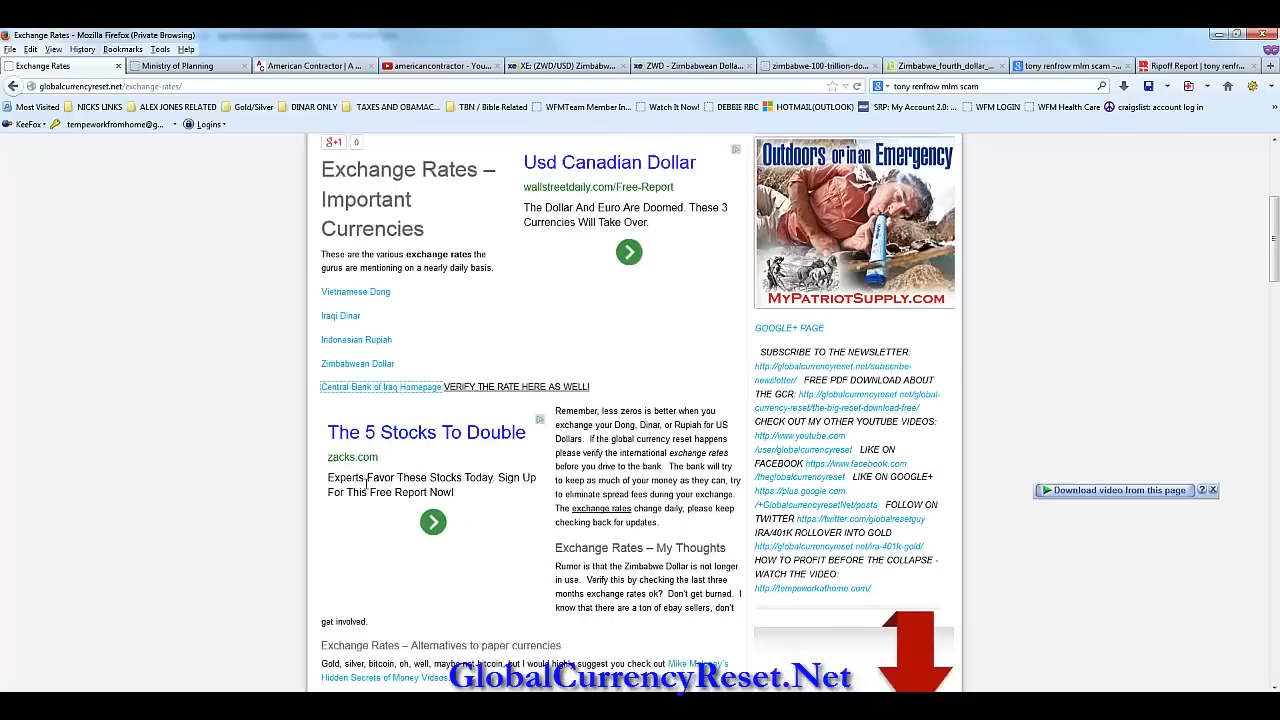 Exchange Rates - Mozilla Firefox (Private Browsing)
File Edit View History Bookmarks Tools Help
Exchange Rates
Ministry of Planning
American Contractor | A ...
americancontractor - You...
XE: (ZWD/USD) Zimbabw...
ZWD - Zimbabwean Dolla...
zimbabwe-100-trillion-do...
Zimbabwe_fourth_dollar_...
tony renfrow mlm scam - ...
Ripoff Report | tony renfr...
globalcurrencyreset.net/exchange-rates/
tony renfrow mlm scam
Most Visited NICKS LINKS ALEX JONES RELATED Gold/Silver DINAR ONLY TAXES AND OBAMA... TBN / Bible Related WFMTeam Member In... Watch It Now! DEBBIE RBC HOTMAIL(OUTLOOK) SRP: My Account 2.0: ... WFM LOGIN WFM Health Care craigslist: account log in
KeeFox tempeworkfromhome@g... Logins
g+1 0
Exchange Rates –
Important
Currencies
These are the various exchange rates the
gurus are mentioning on a nearly daily basis.
Vietnamese Dong
Iraqi Dinar
Indonesian Rupiah
Zimbabwean Dollar
Central Bank of Iraq Homepage VERIFY THE RATE HERE AS WELL!
Usd Canadian Dollar
wallstreetdaily.com/Free-Report
The Dollar And Euro Are Doomed. These 3
Currencies Will Take Over.
The 5 Stocks To Double
zacks.com
Experts Favor These Stocks Today. Sign Up
For This Free Report Now!
Remember, less zeros is better when you
exchange your Dong, Dinar, or Rupiah for US
Dollars. If the global currency reset happens
please verify the international exchange rates
before you drive to the bank. The bank will try
to keep as much of your money as they can, try
to eliminate spread fees during your exchange.
The exchange rates change daily, please keep
checking back for updates.
Exchange Rates – My Thoughts
Rumor is that the Zimbabwe Dollar is not longer
in use. Verify this by checking the last three
months exchange rates ok? Don't get burned. I
know that there are a ton of ebay sellers, don't
get involved.
Exchange Rates – Alternatives to paper currencies
Gold, silver, bitcoin, oh, well, maybe not bitcoin, but I would highly suggest you check out Mike Maloney's
Hidden Secrets of Money Videos.
Outdoors or in an Emergency
MYPATRIOTSUPPLY.COM
GOOGLE+ PAGE
SUBSCRIBE TO THE NEWSLETTER:
http://globalcurrencyreset.net/subscribe-
newsletter/ FREE PDF DOWNLOAD ABOUT
THE GCR: http://globalcurrencyreset.net/global-
currency-reset/the-big-reset-download-free/
CHECK OUT MY OTHER YOUTUBE VIDEOS:
http://www.youtube.com
/user/globalcurrencyreset LIKE ON
FACEBOOK https://www.facebook.com
/theglobalcurrencyreset LIKE ON GOOGLE+
https://plus.google.com
/+GlobalcurrencyresetNet/posts FOLLOW ON
TWITTER https://twitter.com/globalresetguy
IRA/401K ROLLOVER INTO GOLD
http://globalcurrencyreset.net/ira-401k-gold/
HOW TO PROFIT BEFORE THE COLLAPSE -
WATCH THE VIDEO:
http://tempeworkathome.com/
Download video from this page
GlobalCurrencyReset.Net